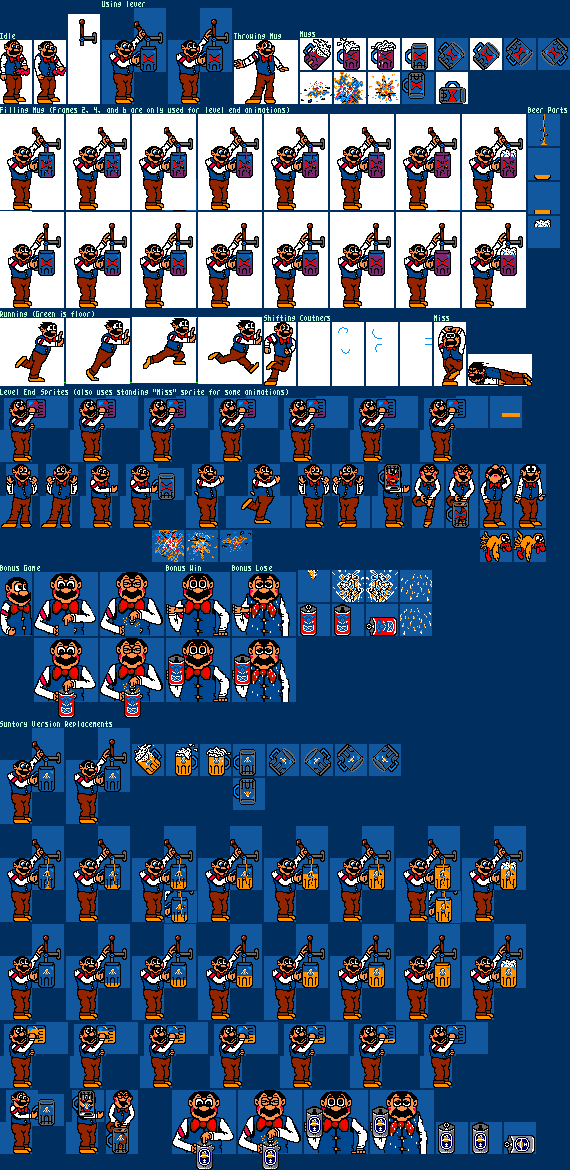 Using lever
Idle
Throwing Mug
Mugs
Filling Mug (Frames 2, 4, and 6 are only used for level end animations)
Beer Parts
Running (Green is floor)
Shifting Coutners
Miss
Level End Sprites (also uses standing "Miss" sprite for some animations)
Bonus Game
Bonus Win
Bonus Lose
Suntory Version Replacements